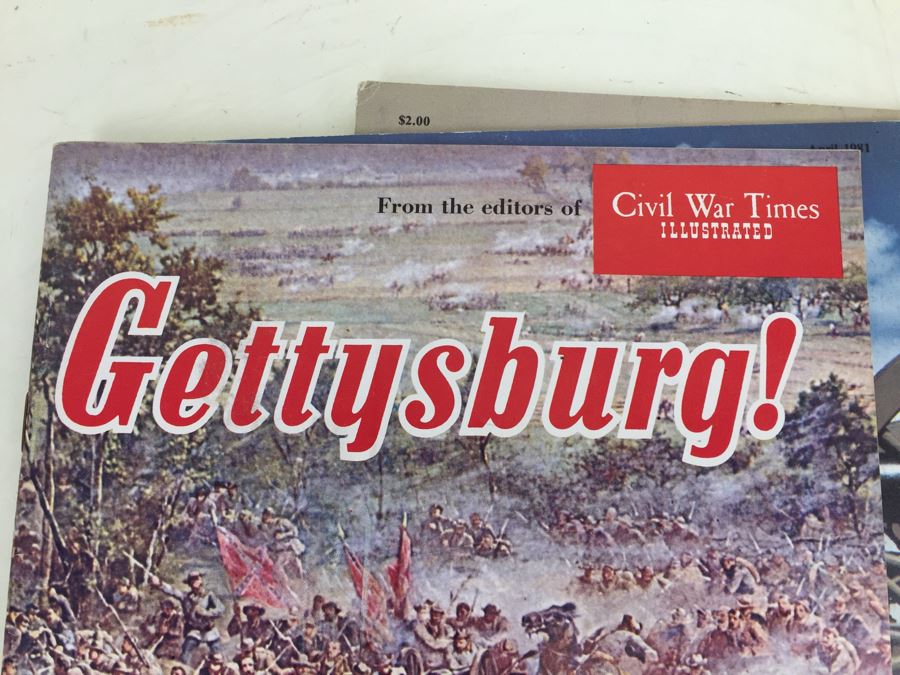 $2.00
April 1981
From the editors of
Civil War Times
ILLUSTRATED
Gettysburg!